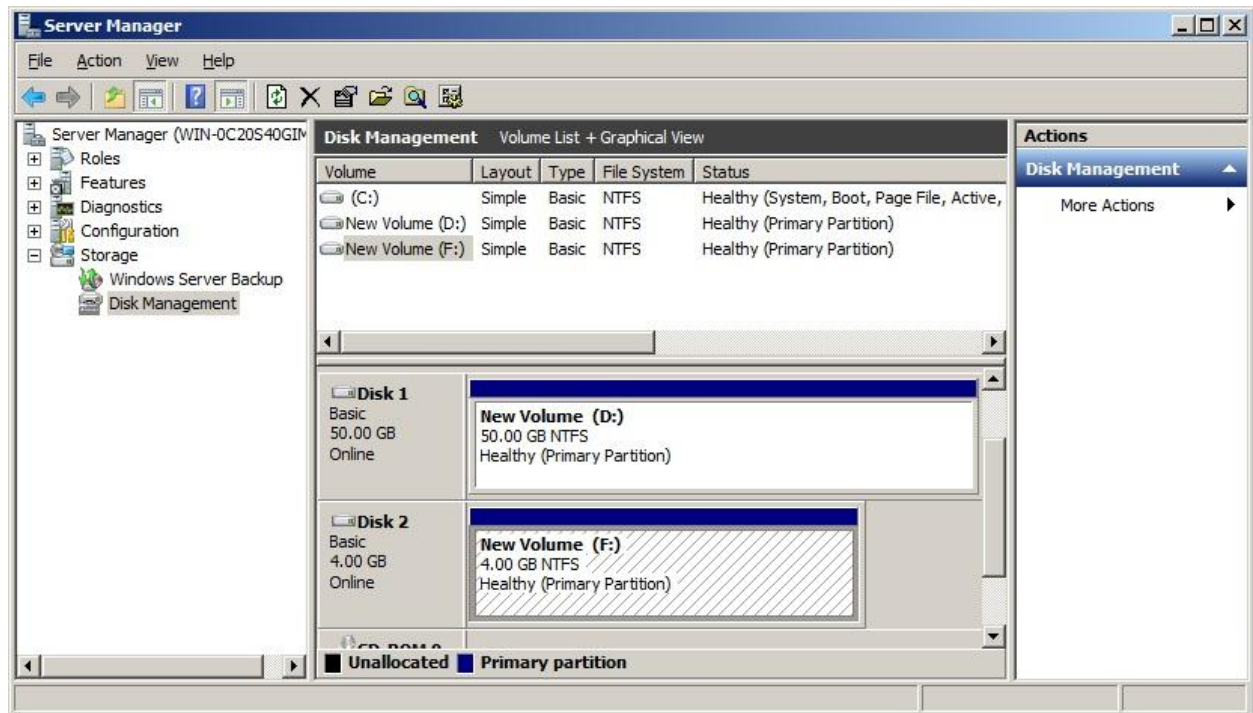 Server Manager
File Action View Help
Server Manager (WIN-0C20S40GIM
Roles
Features
Diagnostics
Configuration
Storage
Windows Server Backup
Disk Management
Disk Management Volume List + Graphical View
Volume Layout Type File System Status
(C:) Simple Basic NTFS Healthy (System, Boot, Page File, Active,
New Volume (D:) Simple Basic NTFS Healthy (Primary Partition)
New Volume (F:) Simple Basic NTFS Healthy (Primary Partition)
Disk 1
Basic
50.00 GB
Online
New Volume (D:)
50.00 GB NTFS
Healthy (Primary Partition)
Disk 2
Basic
4.00 GB
Online
New Volume (F:)
4.00 GB NTFS
Healthy (Primary Partition)
CD-ROM 0
Unallocated Primary partition
Actions
Disk Management
More Actions